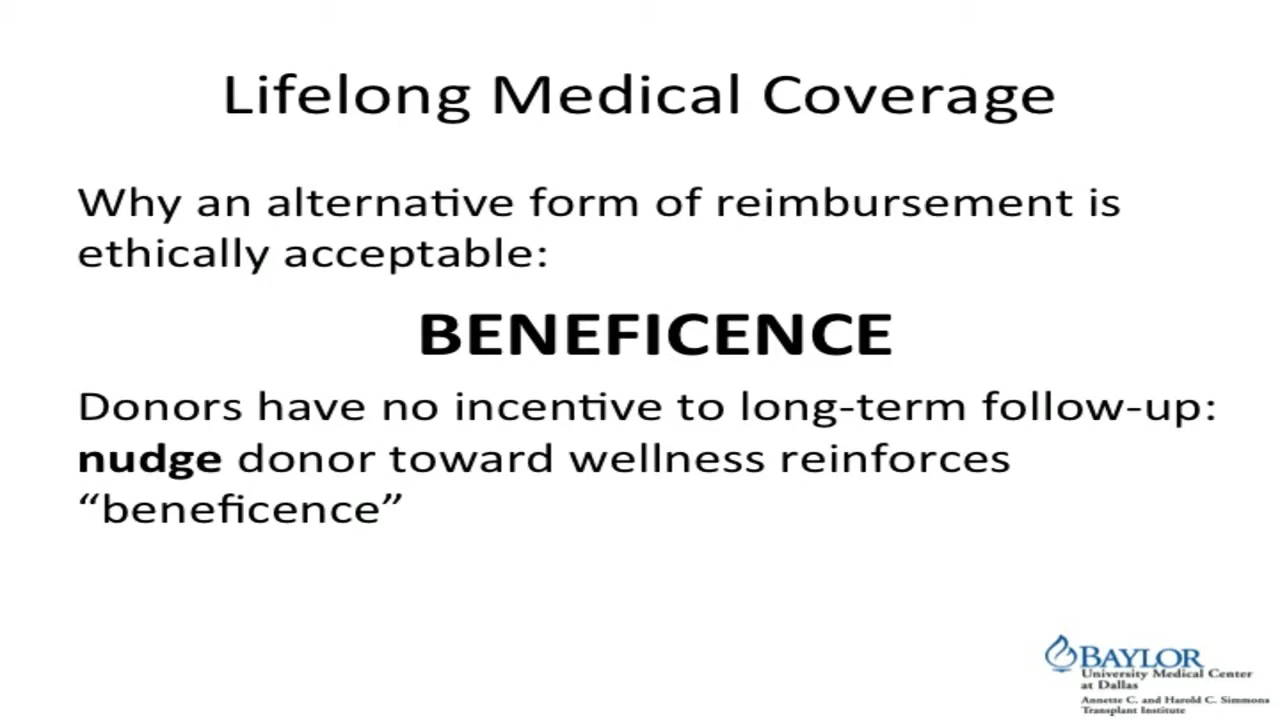 Lifelong Medical Coverage
Why an alternative form of reimbursement is
ethically acceptable:
BENEFICENCE
Donors have no incentive to long-term follow-up:
nudge donor toward wellness reinforces
“beneficence”
BAYLOR
University Medical Center
at Dallas
Annette C. and Harold C. Simmons
Transplant Institute